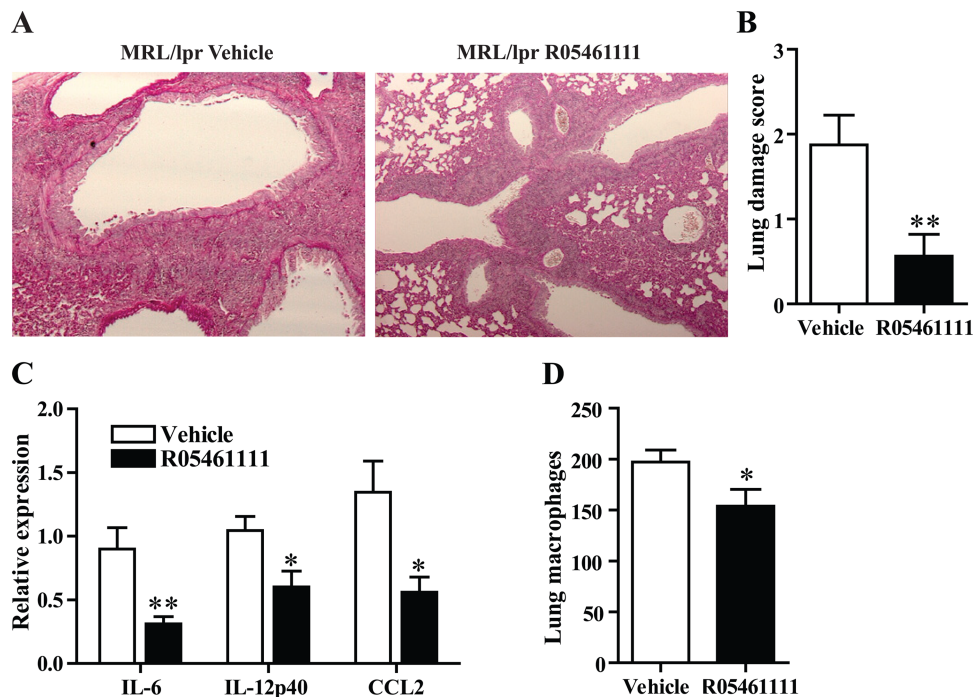 A
MRL/lpr Vehicle
MRL/lpr R05461111
B
3
2
1
0
Lung damage score
**
Vehicle R05461111
C
2.0
1.5
1.0
0.5
0.0
Relative expression
Vehicle
R05461111
**
*
*
IL-6 IL-12p40 CCL2
D
250
200
150
100
50
0
Lung macrophages
*
Vehicle R05461111